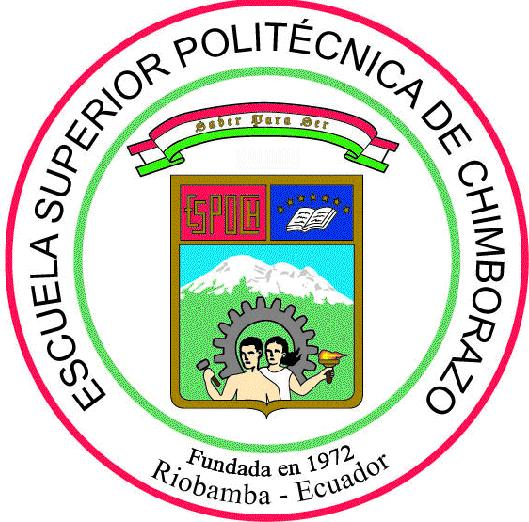 ESCUELA SUPERIOR POLITÉCNICA DE CHIMBORAZO
Saber Para Ser
ESPOCH
Fundada en 1972
Riobamba - Ecuador